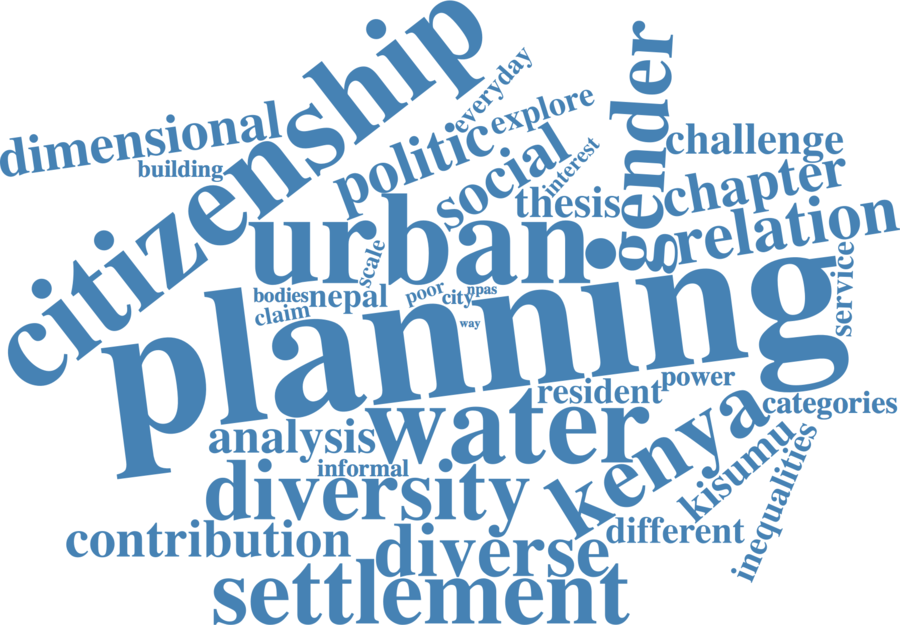 citizenship
everyday
gender
dimensional
building
politic
explore
social
interest
challenge
thesis
chapter
relation
urban
scale
service
bodies
nepal
poor
city
npas
claim
way
planning
resident
power
categories
analysis
water
kenya
kisumu
inequalities
informal
diversity
contribution
diverse
different
settlement